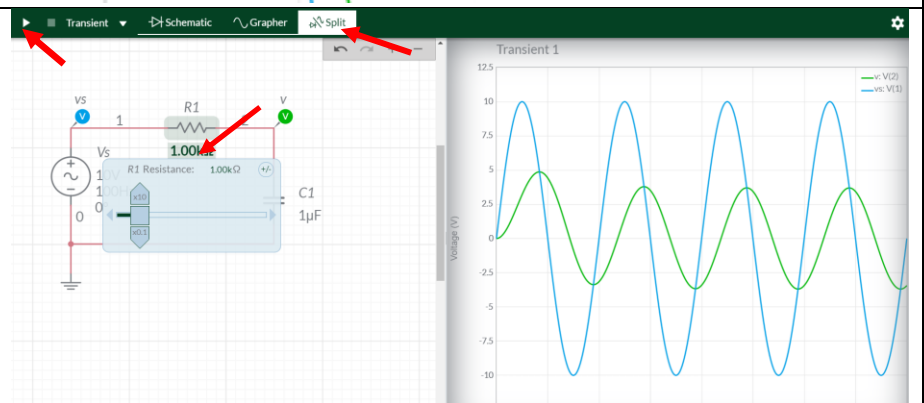 Transient
Schematic
Grapher
Split
Transient 1
12.5
v: V(2)
vs: V(1)
10
7.5
5
2.5
0
-2.5
-5
-7.5
-10
Voltage (V)
vs
V
1
R1
v
V
1.00kΩ
Vs
R1 Resistance: 1.00kΩ +/-
x10
x0.1
0
C1
1μF